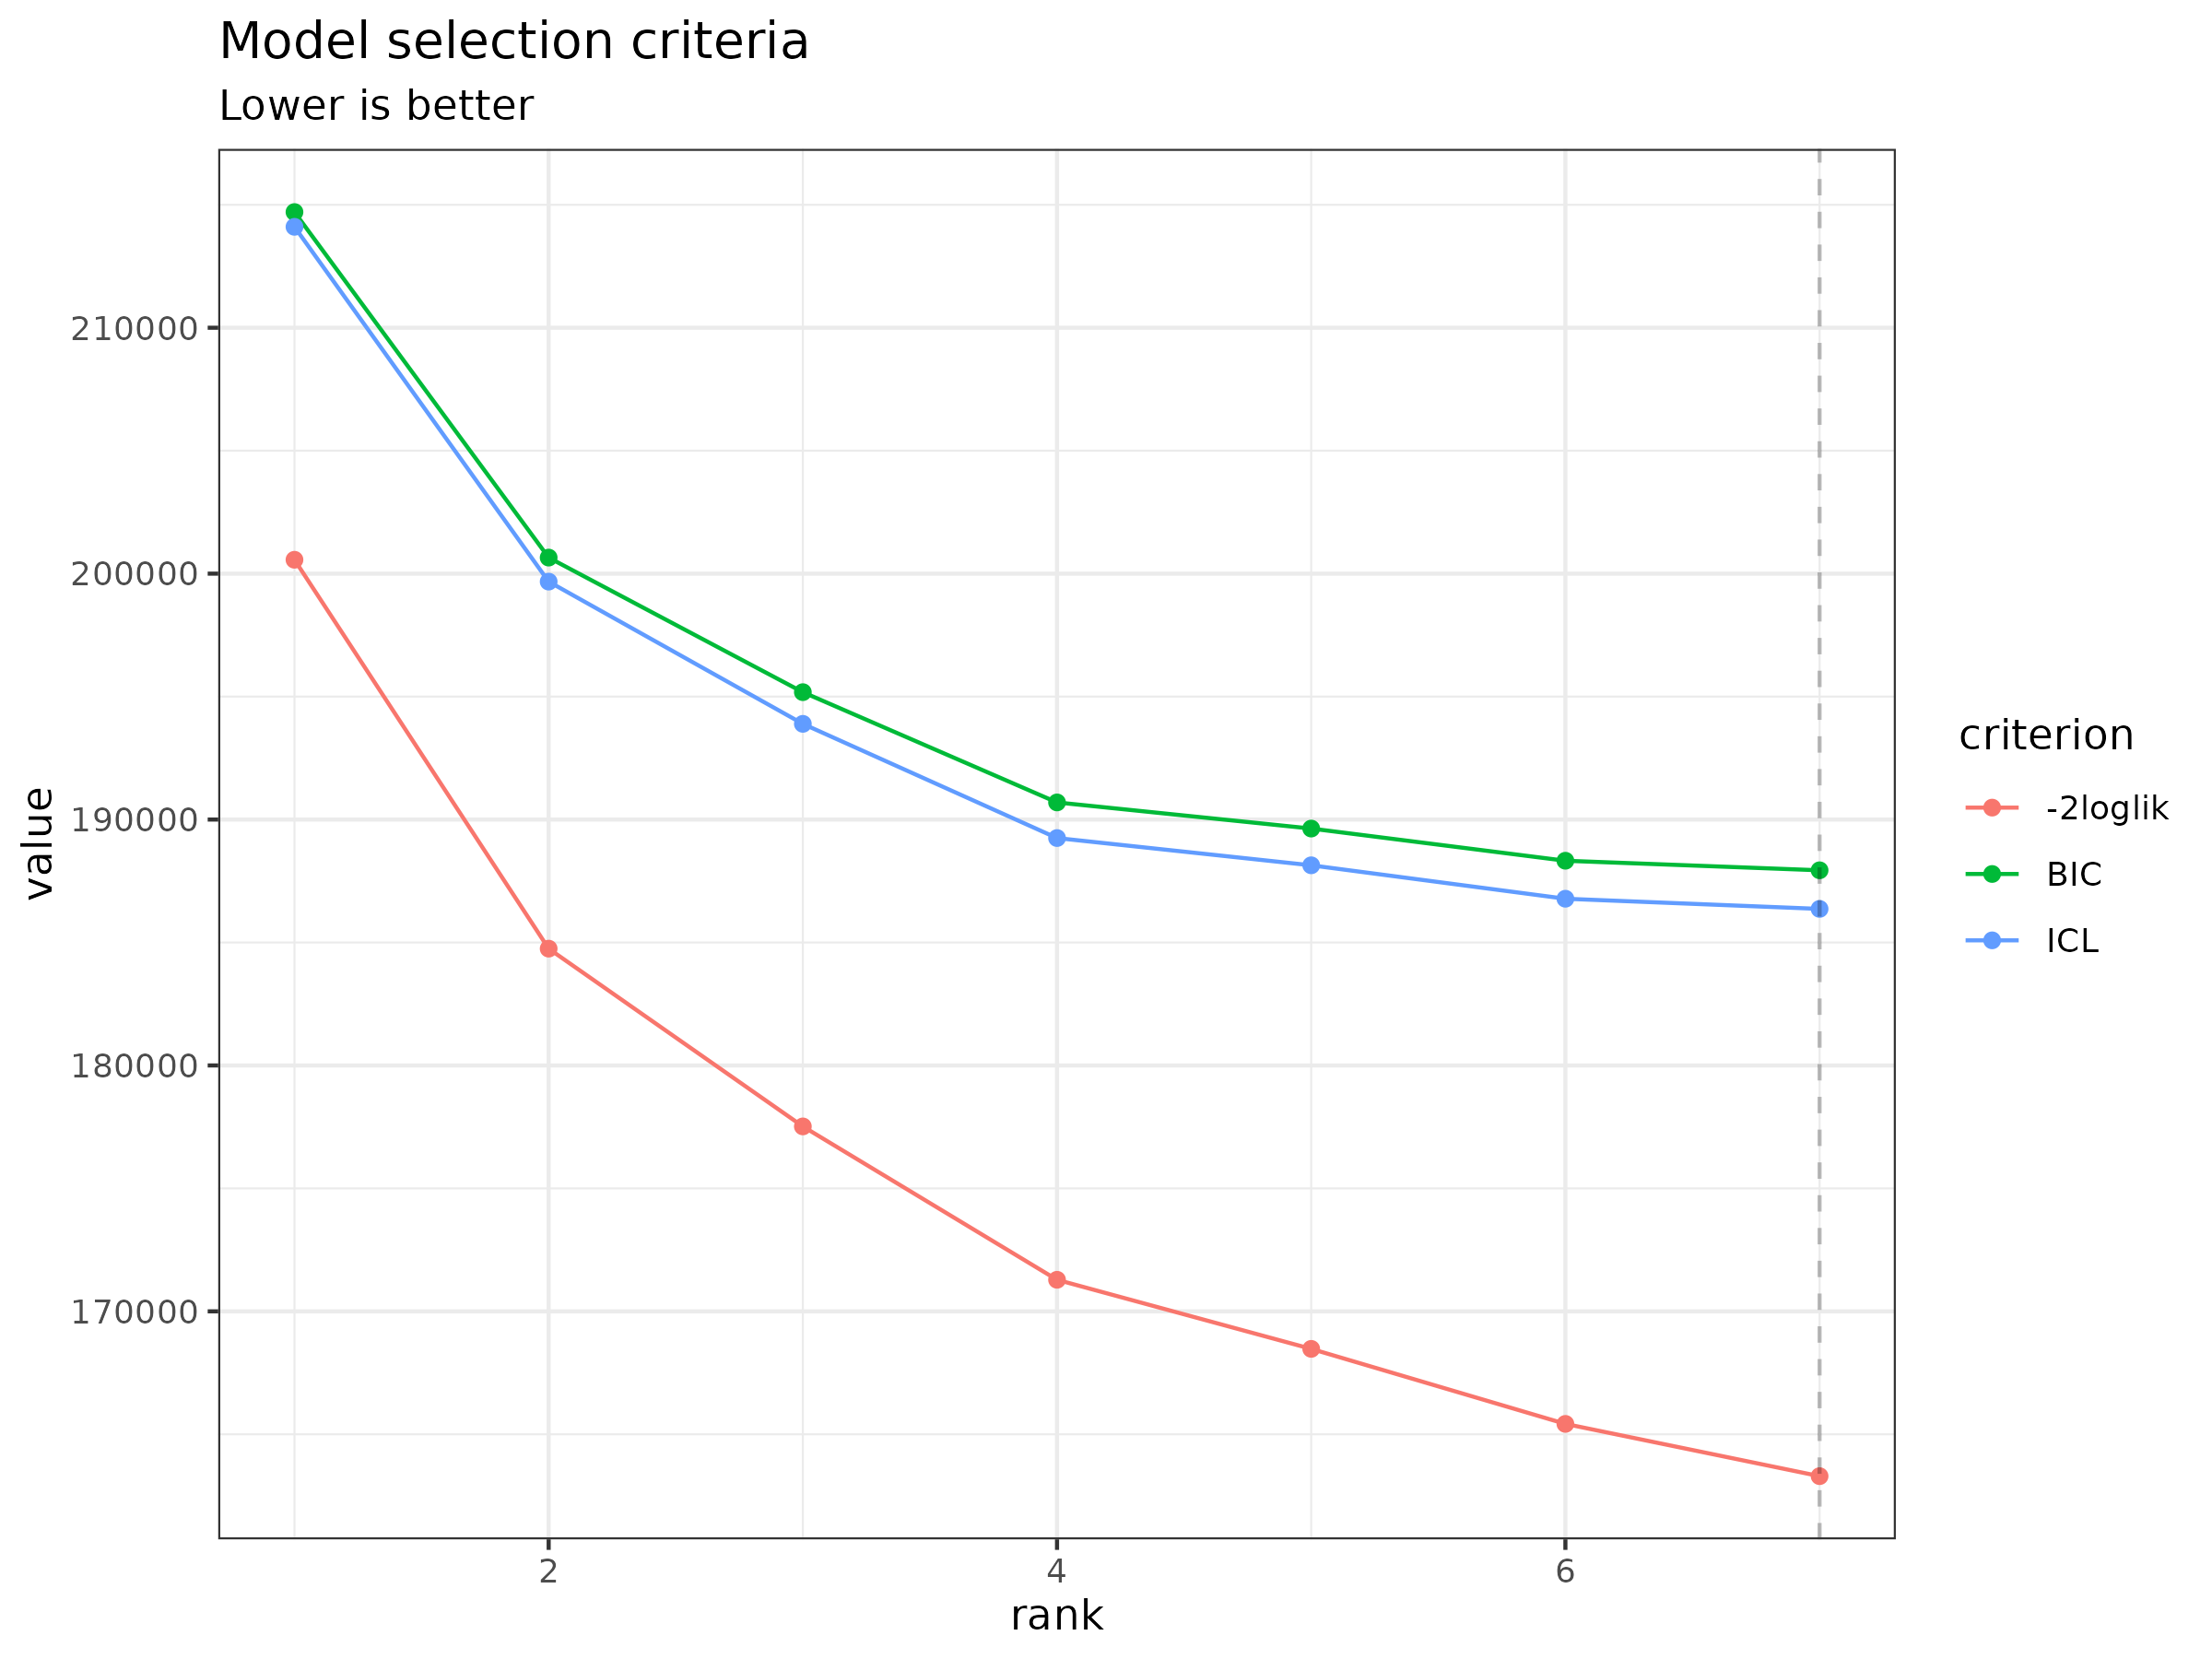 Model selection criteria
Lower is better
value
210000
200000
190000
180000
170000
2 4 6
rank
criterion
-2loglik
BIC
ICL